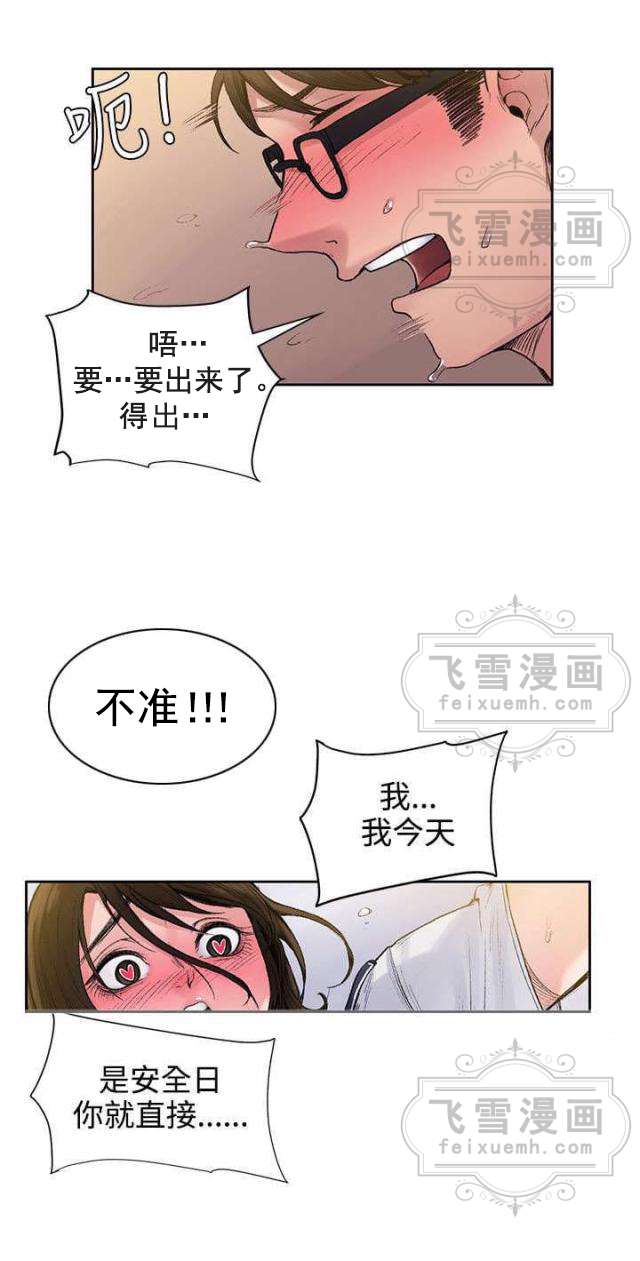 呃!
飞雪漫画
feixuemh.com
唔…
要…要出来了。
得出…
飞雪漫画
feixuemh.com
不准!!!
我...
我今天
是安全日
你就直接......
飞雪漫画
feixuemh.com